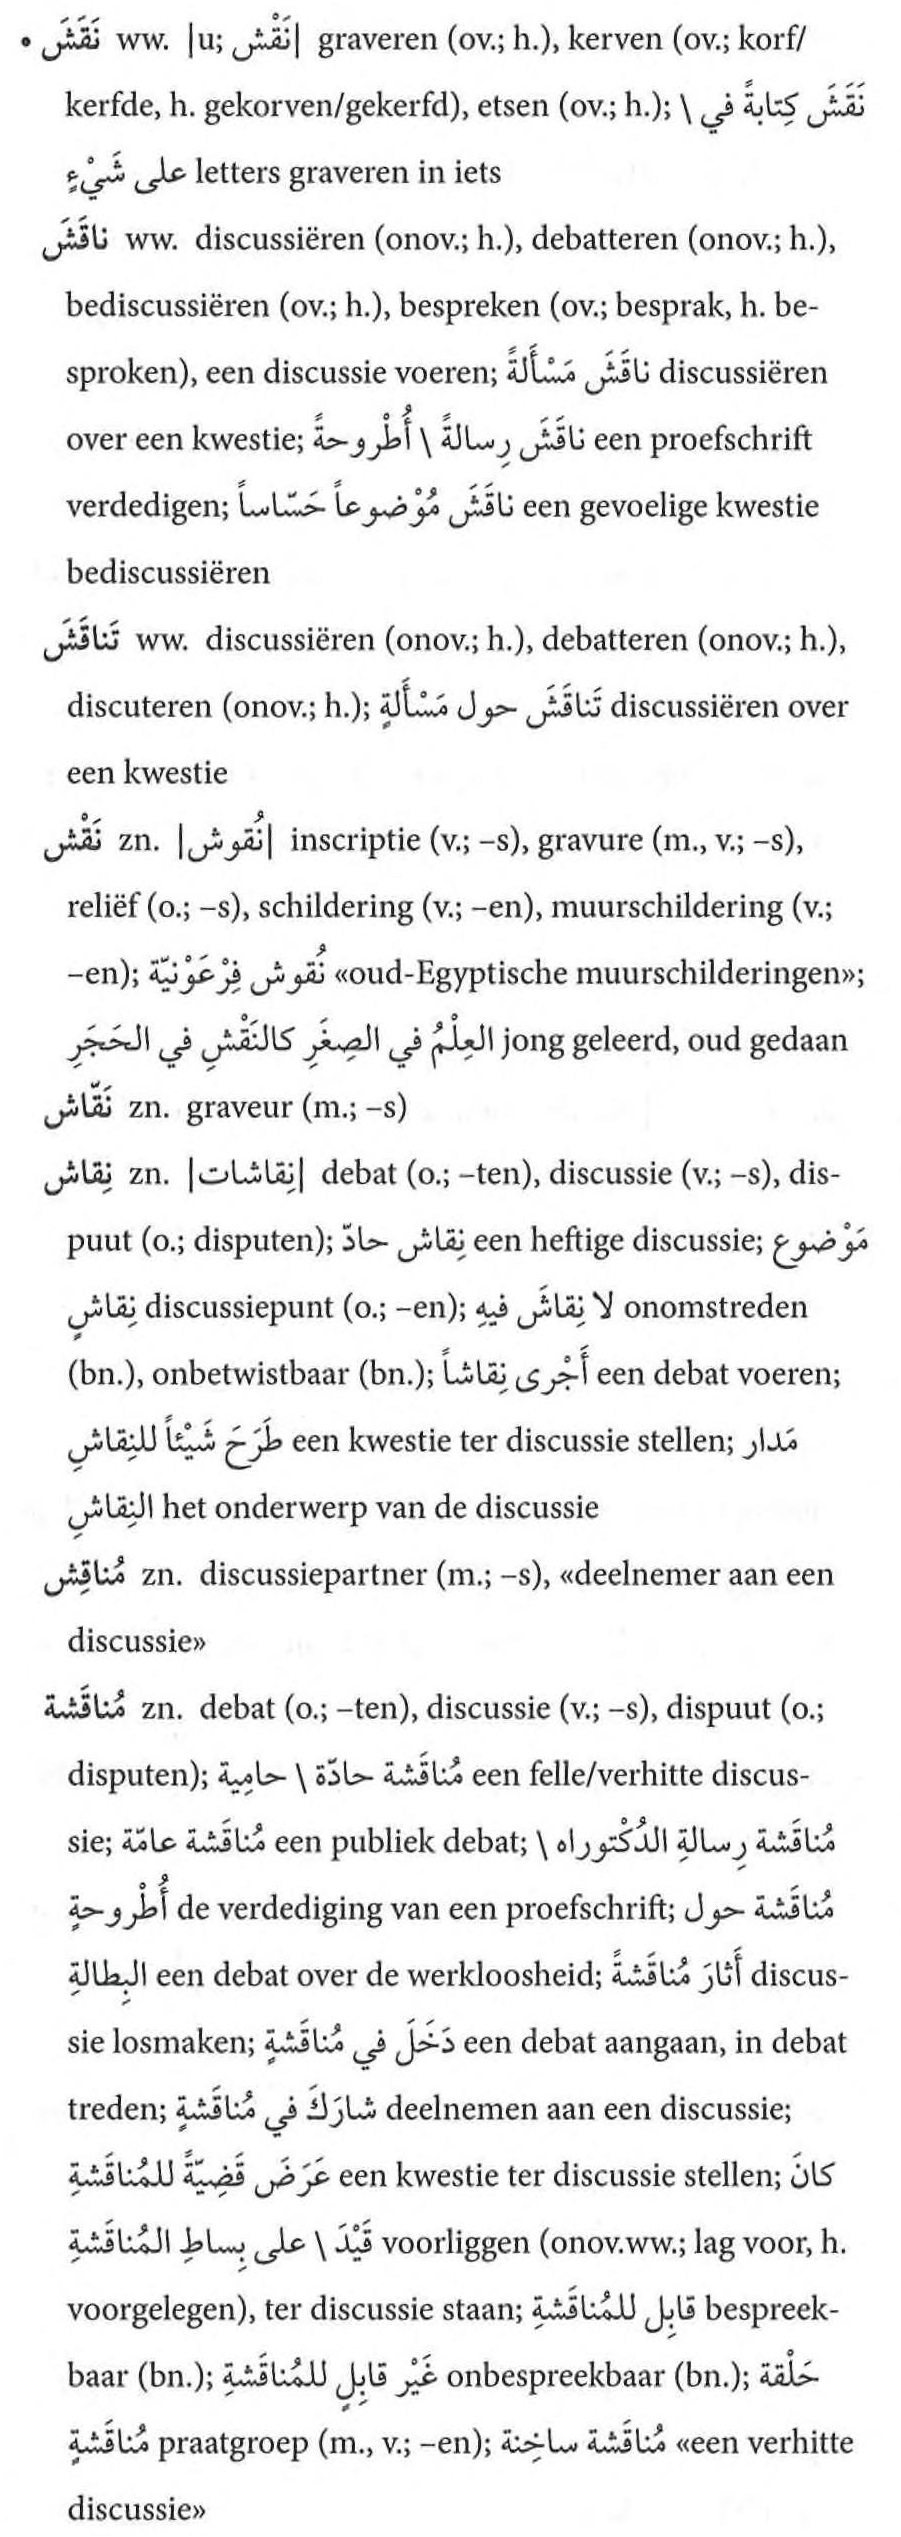 • نَقَشَ ww. |u; نَقْش| graveren (ov.; h.), kerven (ov.; korf/
kerfde, h. gekorven/gekerfd), etsen (ov.; h.); نَقَشَ كِتابةً في \
على شَيْءٍ letters graveren in iets
ناقَشَ ww. discussiëren (onov.; h.), debatteren (onov.; h.),
bediscussiëren (ov.; h.), bespreken (ov.; besprak, h. be-
sproken), een discussie voeren; ناقَشَ مَسْأَلةً discussiëren
over een kwestie; ناقَشَ رِسالةً \ أُطْروحةً een proefschrift
verdedigen; ناقَشَ مُوْضوعاً حَسّاساً een gevoelige kwestie
bediscussiëren
تَناقَشَ ww. discussiëren (onov.; h.), debatteren (onov.; h.),
discuteren (onov.; h.); تَناقَشَ حول مَسْأَلةٍ discussiëren over
een kwestie
نَقْش zn. |نُقوش| inscriptie (v.; –s), gravure (m., v.; –s),
reliëf (o.; –s), schildering (v.; –en), muurschildering (v.;
–en); نُقوش فِرْعَوْنيّة «oud-Egyptische muurschilderingen»;
العِلْمُ في الصِغَرِ كالنَقْشِ في الحَجَرِ jong geleerd, oud gedaan
نَقّاش zn. graveur (m.; –s)
نِقاش zn. |نِقاشات| debat (o.; –ten), discussie (v.; –s), dis-
puut (o.; disputen); نِقاش حادّ een heftige discussie; مَوْضوع
نِقاشٍ discussiepunt (o.; –en); لا نِقاشَ فيهِ onomstreden
(bn.), onbetwistbaar (bn.); أَجْرى نِقاشاً een debat voeren;
طَرَحَ شَيْئاً للنِقاشِ een kwestie ter discussie stellen; مَدار
النِقاشِ het onderwerp van de discussie
مُناقِش zn. discussiepartner (m.; –s), «deelnemer aan een
discussie»
مُناقَشة zn. debat (o.; –ten), discussie (v.; –s), dispuut (o.;
disputen); مُناقَشة حادّة \ حامِية een felle/verhitte discus-
sie; مُناقَشة عامّة een publiek debat; مُناقَشة رِسالةِ الدُكْتوراه \
أُطْروحةٍ de verdediging van een proefschrift; مُناقَشة حول
البِطالةِ een debat over de werkloosheid; أَثارَ مُناقَشةً discus-
sie losmaken; دَخَلَ في مُناقَشةٍ een debat aangaan, in debat
treden; شارَكَ في مُناقَشةٍ deelnemen aan een discussie;
عَرَضَ قَضِيّةً للمُناقَشةِ een kwestie ter discussie stellen; كانَ
قَيْدَ \ على بِساطِ المُناقَشةِ voorliggen (onov.ww.; lag voor, h.
voorgelegen), ter discussie staan; قابِل للمُناقَشةِ bespreek-
baar (bn.); غَيْر قابِلٍ للمُناقَشةِ onbespreekbaar (bn.); حَلْقة
مُناقَشةٍ praatgroep (m., v.; –en); مُناقَشة ساخِنة «een verhitte
discussie»